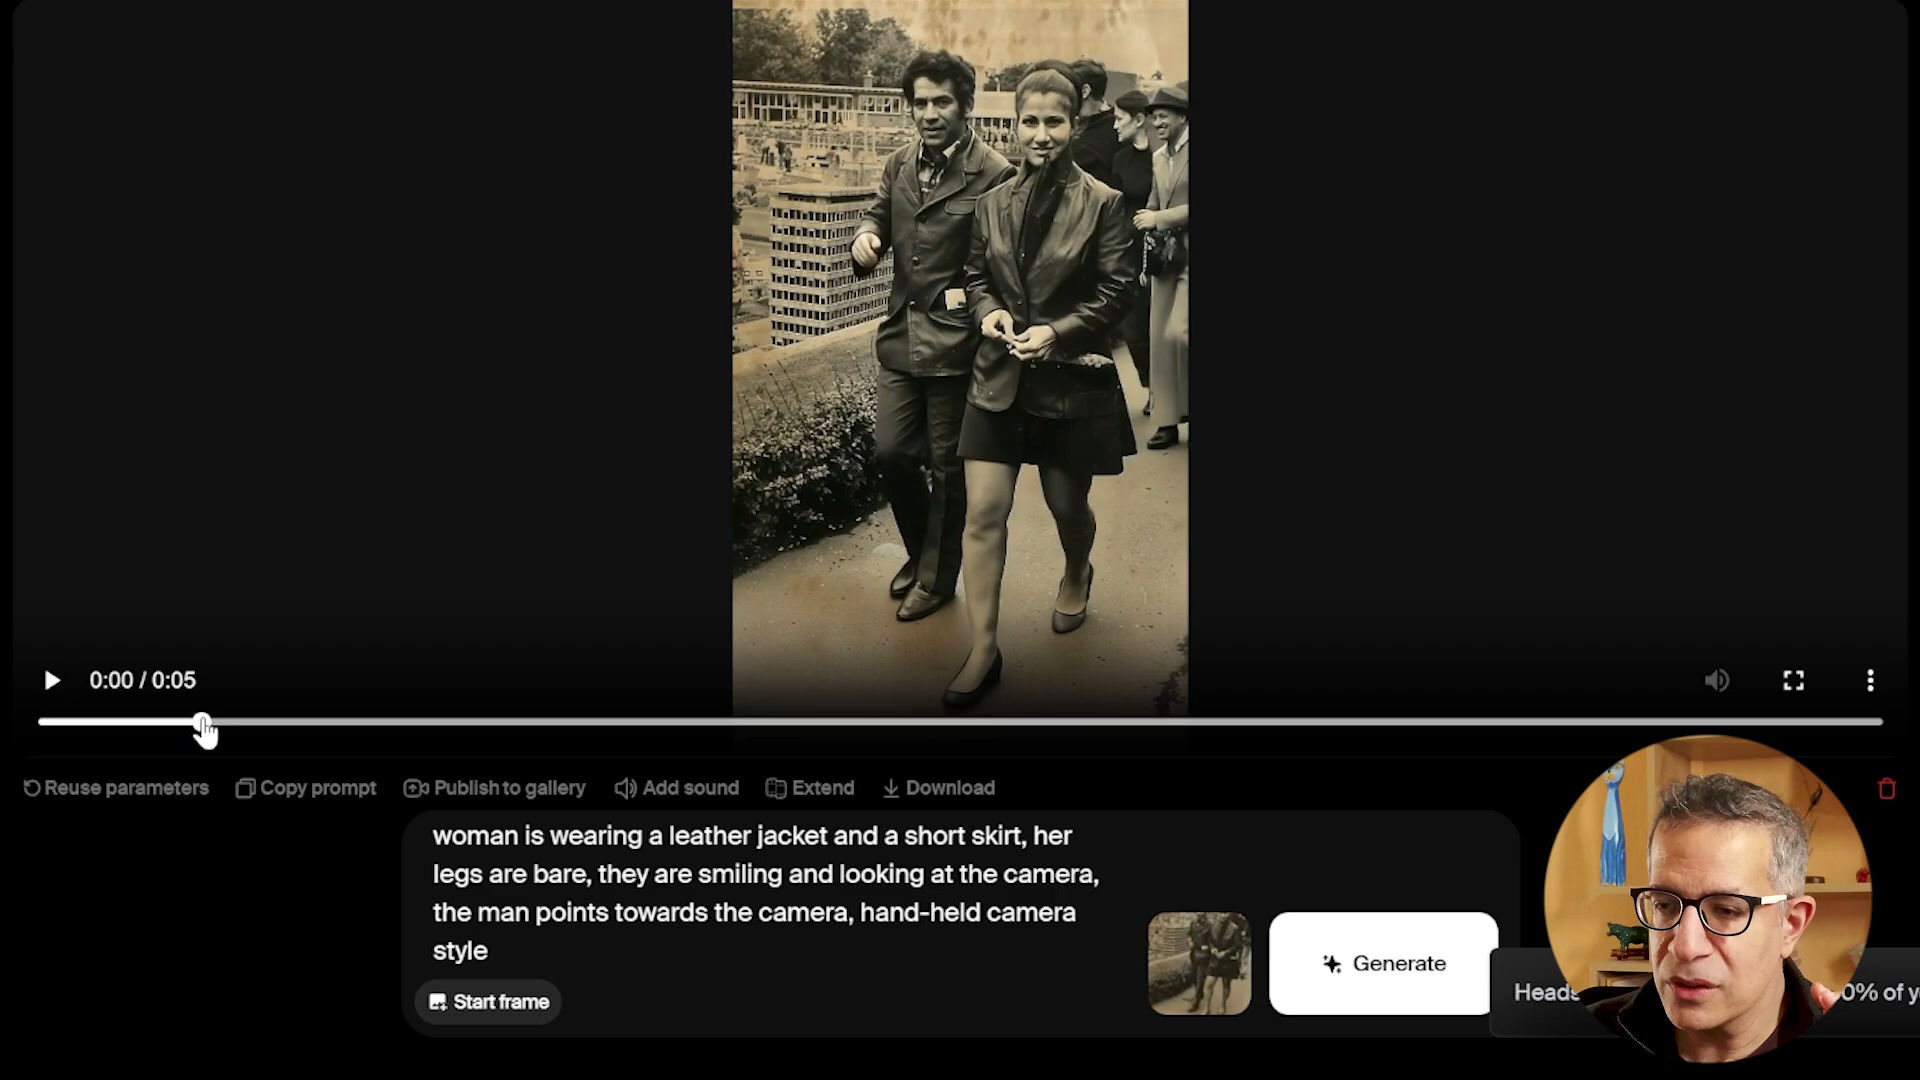 0:00 / 0:05
Reuse parameters Copy prompt Publish to gallery Add sound Extend Download
woman is wearing a leather jacket and a short skirt, her
legs are bare, they are smiling and looking at the camera,
the man points towards the camera, hand-held camera
style
Generate
Start frame
0% of